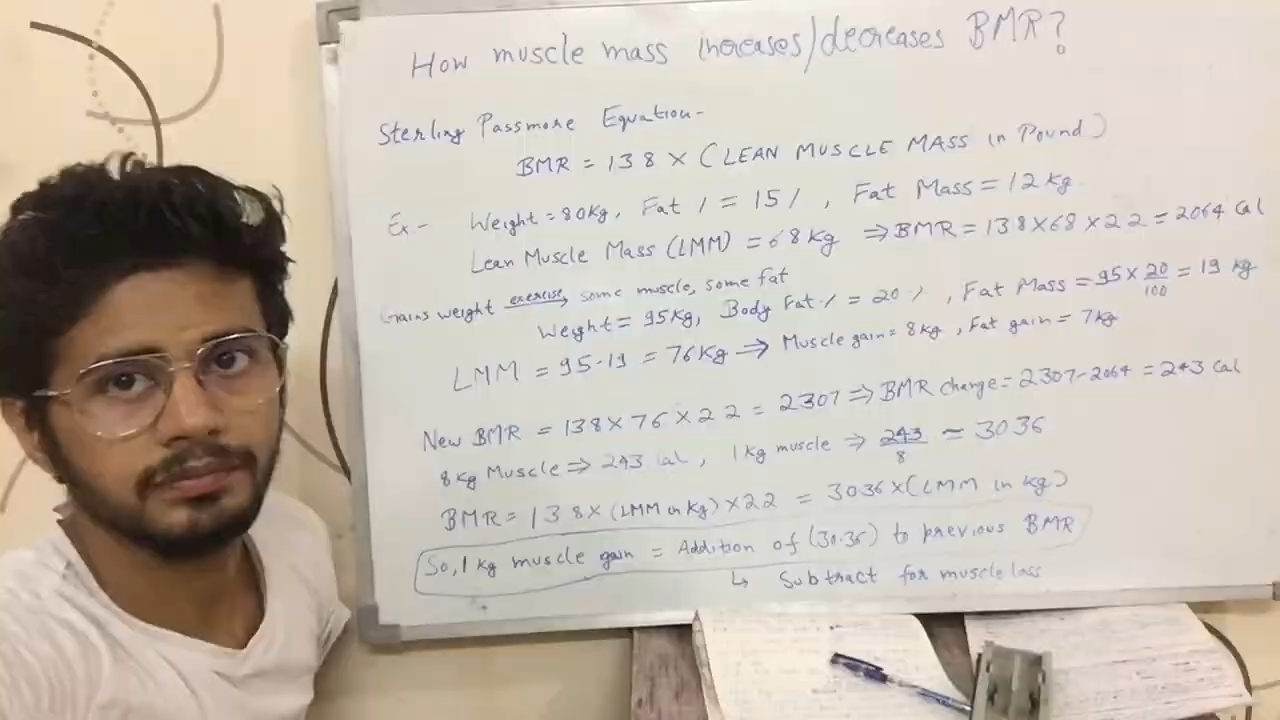 How muscle mass increases/decreases BMR?
Sterling Passmore Equation-
BMR = 13.8 × (LEAN MUSCLE MASS in Pound)
Ex.- Weight = 80Kg, Fat % = 15%, Fat Mass = 12 kg.
Lean Muscle Mass (LMM) = 68 kg ⇒ BMR = 13.8×68×2.2 = 2064 Cal
Gains weight exercise, some muscle, some fat
Weight = 95Kg, Body Fat % = 20%, Fat Mass = 95 × 20/100 = 19 kg
LMM = 95-19 = 76Kg ⇒ Muscle gain = 8kg, Fat gain = 7kg
New BMR = 13.8 × 76 × 2.2 = 2307 ⇒ BMR change = 2307-2064 = 243 Cal
8 Kg Muscle ⇒ 243 Cal, 1 kg muscle ⇒ 243/8 ≈ 30.36
BMR = 13.8 × (LMM in Kg) × 2.2 = 30.36 × (LMM in kg)
So, 1 kg muscle gain = Addition of (30.36) to previous BMR
↳ Subtract for muscle loss